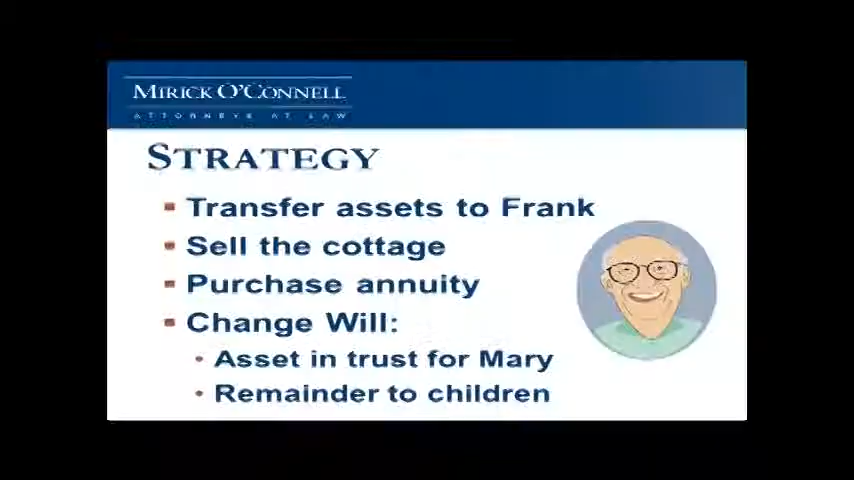 MIRICK O'CONNELL
ATTORNEYS AT LAW
STRATEGY
▪ Transfer assets to Frank
▪ Sell the cottage
▪ Purchase annuity
▪ Change Will:
• Asset in trust for Mary
• Remainder to children